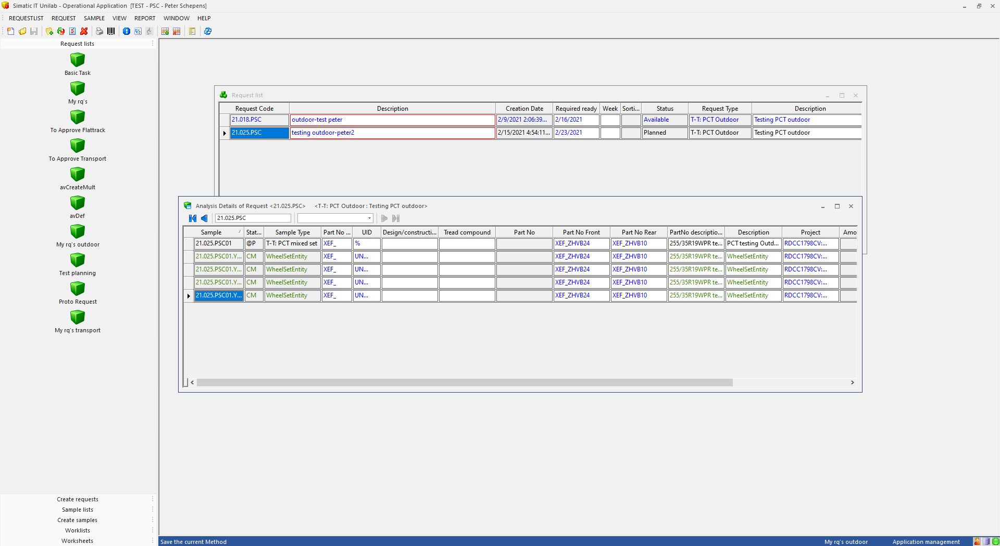 Simatic IT Unilab - Operational Application [TEST - PSC - Peter Schepens]
REQUESTLIST REQUEST SAMPLE VIEW REPORT WINDOW HELP
Request lists
Basic Task
My rq's
To Approve Flattrack
To Approve Transport
avCreateMult
avDef
My rq's outdoor
Test planning
Proto Request
My rq's transport
Create requests
Sample lists
Create samples
Worklists
Worksheets
Request list
Request Code Description Creation Date Required ready Week Sorti... Status Request Type Description
21.018.PSC outdoor-test peter 2/9/2021 2:06:39... 2/16/2021 Available T-T: PCT Outdoor Testing PCT outdoor
21.025.PSC testing outdoor-peter2 2/15/2021 4:54:11... 2/23/2021 Planned T-T: PCT Outdoor Testing PCT outdoor
Analysis Details of Request <21.025.PSC> <T-T: PCT Outdoor : Testing PCT outdoor>
21.025.PSC
Sample Stat... Sample Type Part No ... UID Design/constructi... Tread compound Part No Part No Front Part No Rear PartNo descriptio... Description Project Amo
21.025.PSC01 @P T-T: PCT mixed set XEF_ % XEF_ZHVB24 XEF_ZHVB10 255/35R19WPR te... PCT testing Outd... RDCC1798CV:...
21.025.PSC01.Y... CM WheelSetEntity XEF_ UN... XEF_ZHVB24 XEF_ZHVB10 255/35R19WPR te... WheelSetEntity RDCC1798CV:...
21.025.PSC01.Y... CM WheelSetEntity XEF_ UN... XEF_ZHVB24 XEF_ZHVB10 255/35R19WPR te... WheelSetEntity RDCC1798CV:...
21.025.PSC01.Y... CM WheelSetEntity XEF_ UN... XEF_ZHVB24 XEF_ZHVB10 255/35R19WPR te... WheelSetEntity RDCC1798CV:...
21.025.PSC01.Y... CM WheelSetEntity XEF_ UN... XEF_ZHVB24 XEF_ZHVB10 255/35R19WPR te... WheelSetEntity RDCC1798CV:...
Save the current Method My rq's outdoor Application management